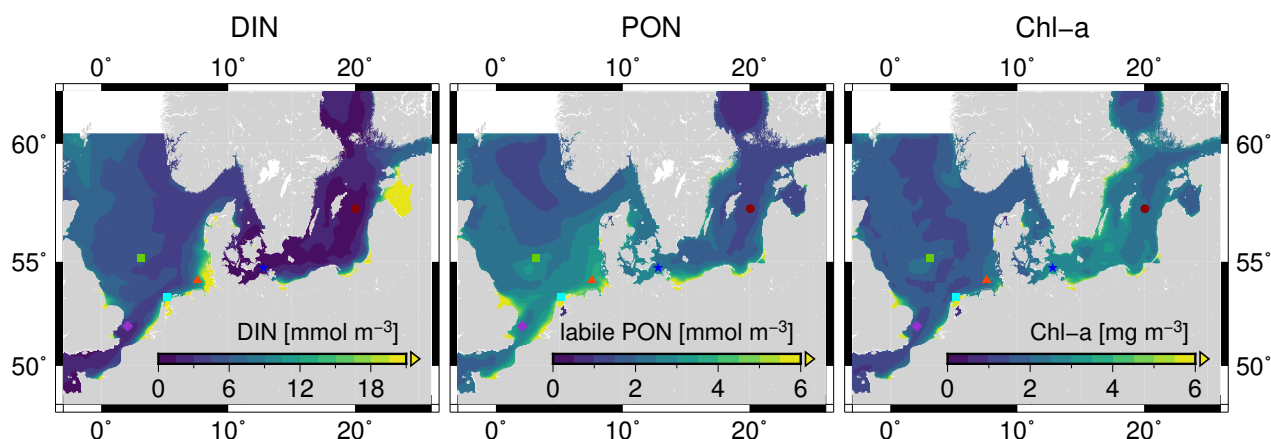 DIN PON Chl−a
0˚ 10˚ 20˚ 0˚ 10˚ 20˚ 0˚ 10˚ 20˚
60˚ 60˚
55˚ 55˚
DIN [mmol m−3] labile PON [mmol m−3] Chl−a [mg m−3]
50˚ 50˚
0 6 12 18 0 2 4 6 0 2 4 6
0˚ 10˚ 20˚ 0˚ 10˚ 20˚ 0˚ 10˚ 20˚